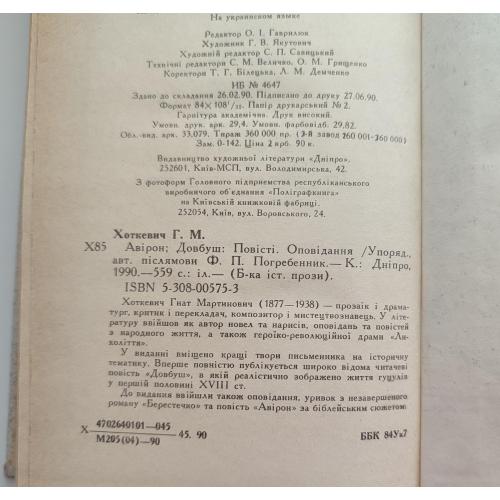 На украинском языке
Редактор О. І. Гаврилюк
Художник Г. В. Якутович
Художній редактор С. П. Савицький
Технічні редактори С. М. Величко, О. М. Грищенко
Коректори Т. Г. Білецька, Л. М. Демченко
ИБ № 4647
Здано до складання 26.02.90. Підписано до друку 27.06.90.
Формат 84×108¹/₃₂. Папір друкарський № 2.
Гарнітура академічна. Друк високий.
Умовн. друк. арк. 29,4. Умовн. фарбовідб. 29,82.
Обл.-вид. арк. 33,079. Тираж 360 000 пр. (3-й завод 260 001-360 000)
Зам. 0-142. Ціна 2 крб. 90 к.
Видавництво художньої літератури «Дніпро».
252601, Київ-МСП, вул. Володимирська, 42.
З фотоформ Головного підприємства республіканського
виробничого об'єднання «Поліграфкнига»
на Київській книжковій фабриці.
252054, Київ, вул. Воровського, 24.
Хоткевич Г. М.
Х85 Авірон; Довбуш: Повісті. Оповідання /Упоряд.,
авт. післямови Ф. П. Погребенник.— К.: Дніпро,
1990.—559 с.: іл.— (Б-ка іст. прози).
ISBN 5-308-00575-3
Хоткевич Гнат Мартинович (1877—1938) — прозаїк і драма-
тург, критик і перекладач, композитор і мистецтвознавець. У літе-
ратуру ввійшов як автор новел та нарисів, оповідань та повістей
з народного життя, а також героїко-революційної драми «Ли-
холіття».
У виданні вміщено кращі твори письменника на історичну
тематику. Вперше повністю публікується широко відома читачеві
повість «Довбуш», в якій реалістично зображено життя гуцулів
у першій половині XVIII ст.
До видання ввійшли також оповідання, уривок з незавершеного
роману «Берестечко» та повість «Авірон» за біблейським сюжетом.
Х 4702640101—045
М205(04)—90 45. 90
ББК 84Ук7